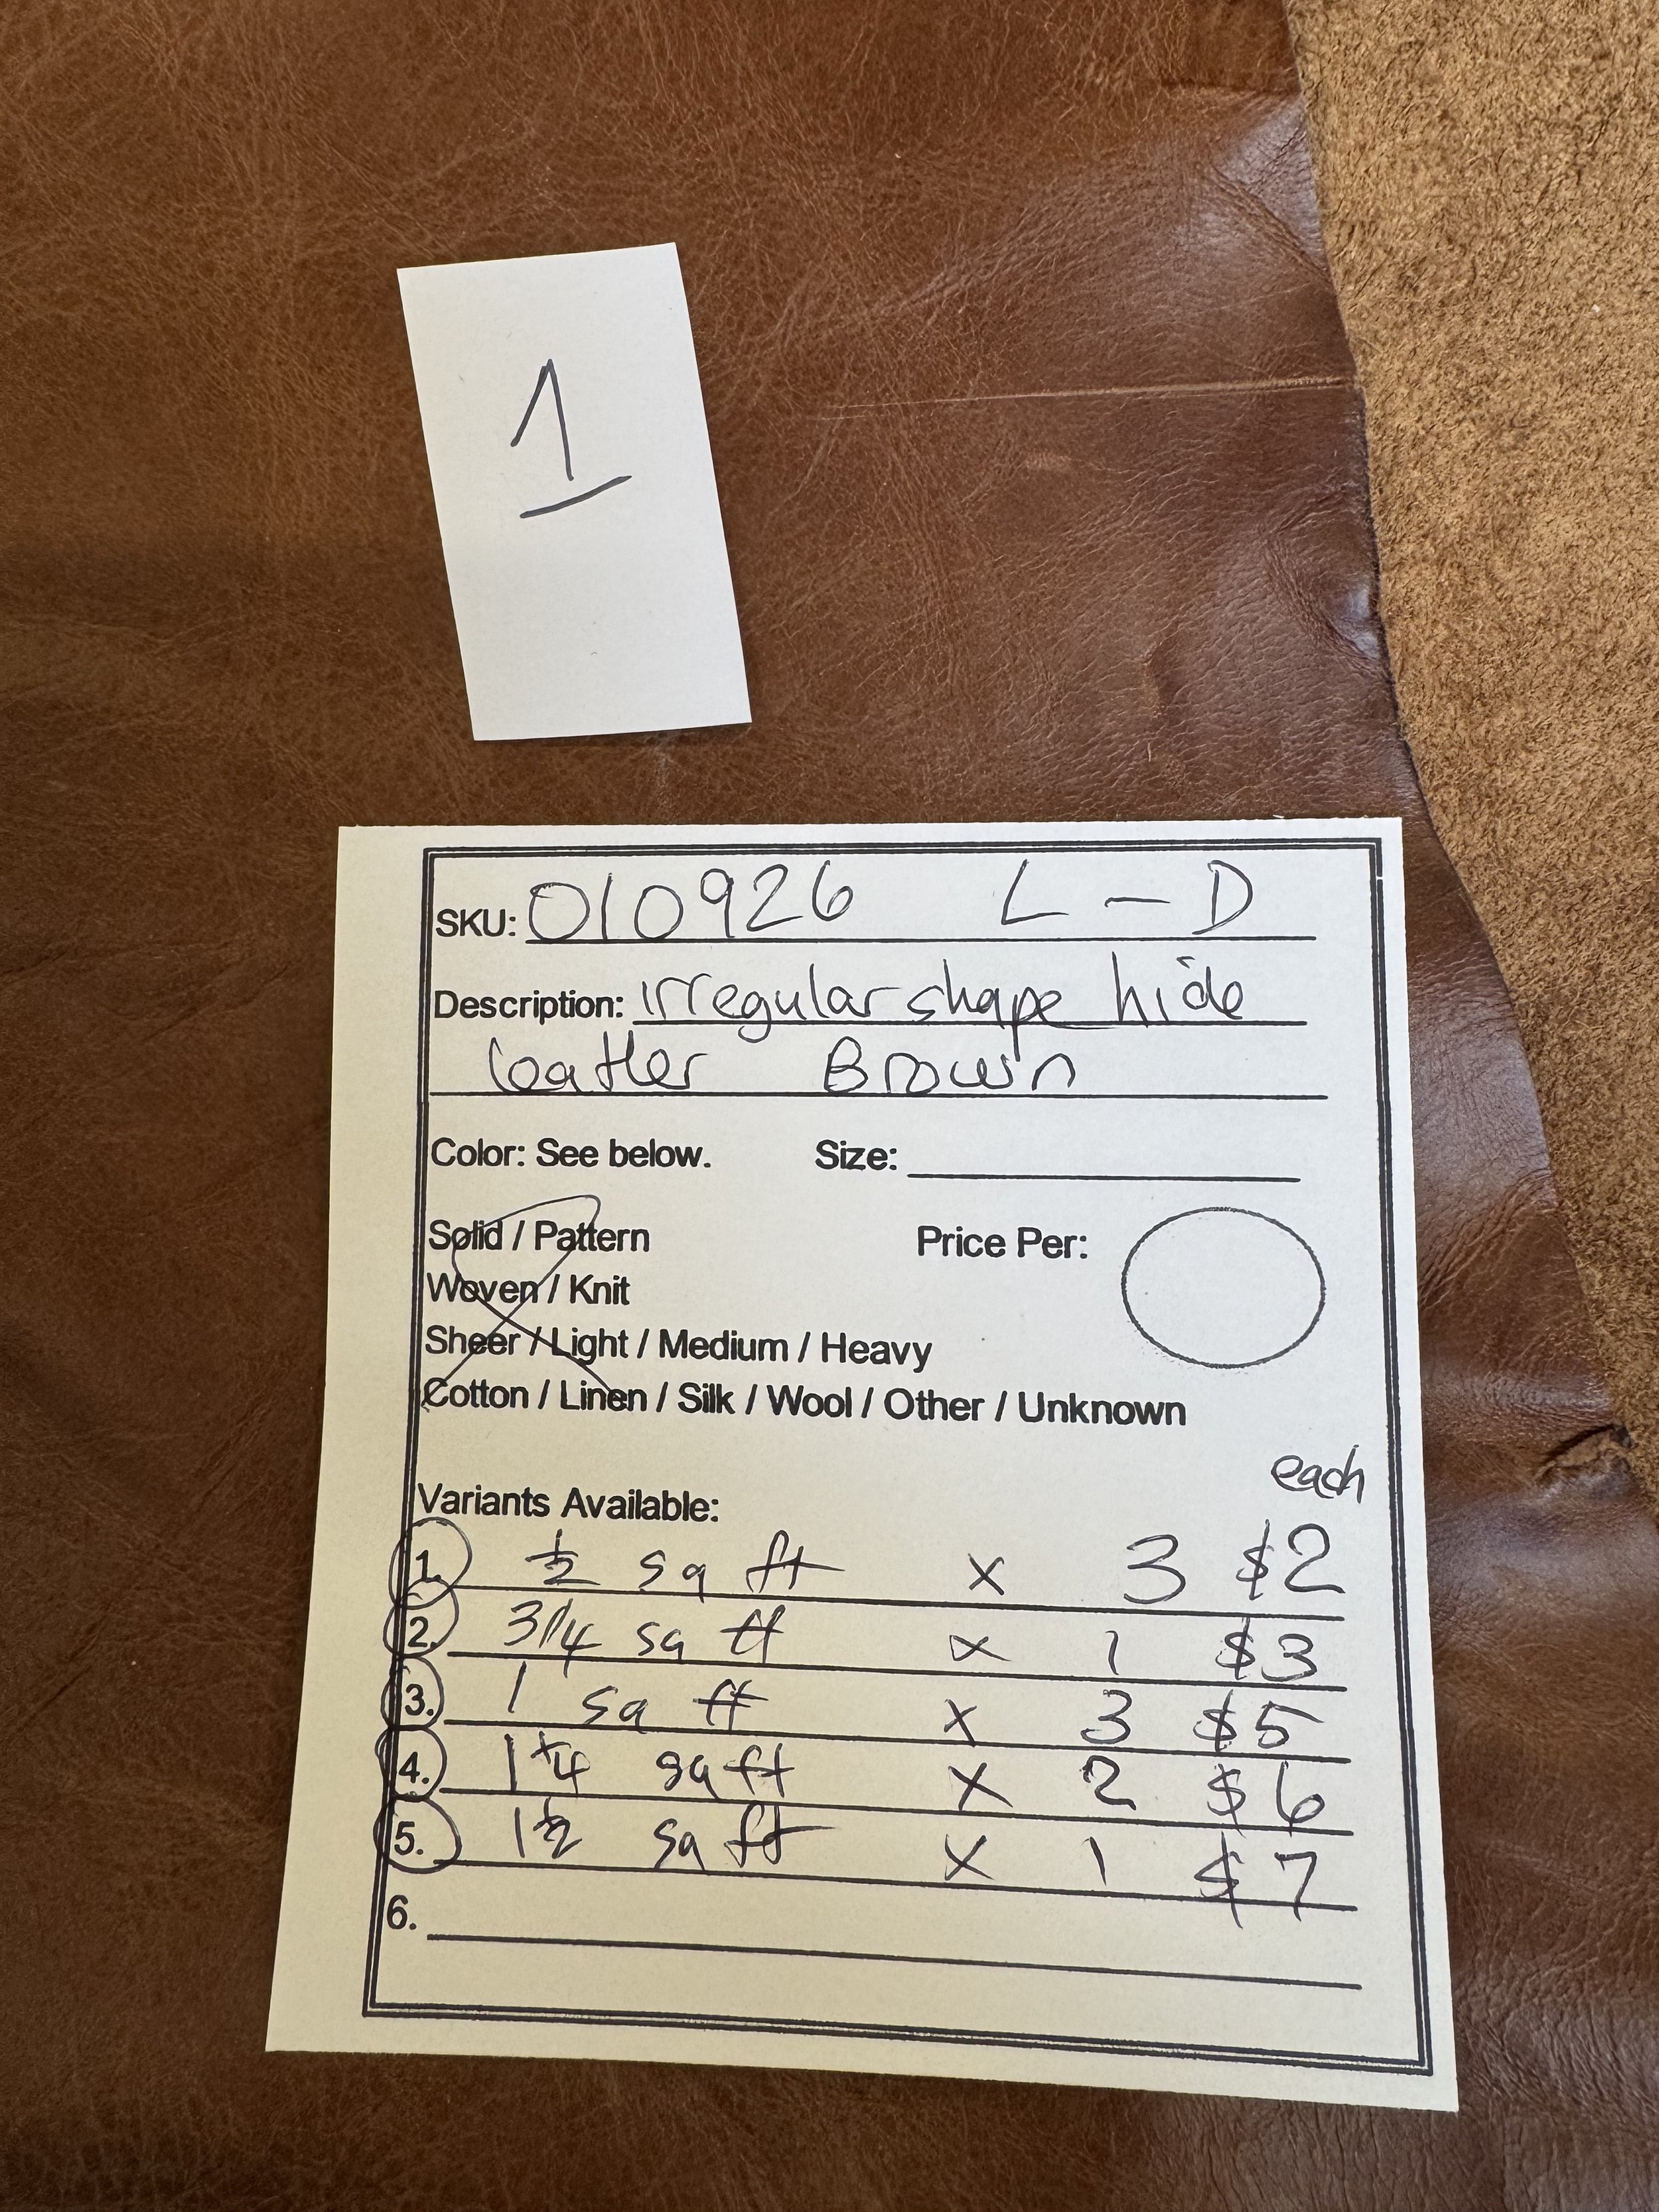 1
SKU: 010926 L - D
Description: irregular shape hide
leather Brown
Color: See below. Size:
Solid / Pattern Price Per:
Woven / Knit
Sheer / Light / Medium / Heavy
Cotton / Linen / Silk / Wool / Other / Unknown
each
Variants Available:
1. 1/2 sq ft x 3 $2
2. 3/4 sq ft x 1 $3
3. 1 sq ft x 3 $5
4. 1 1/4 sq ft x 2 $6
5. 1 1/2 sq ft x 1 $7
6.